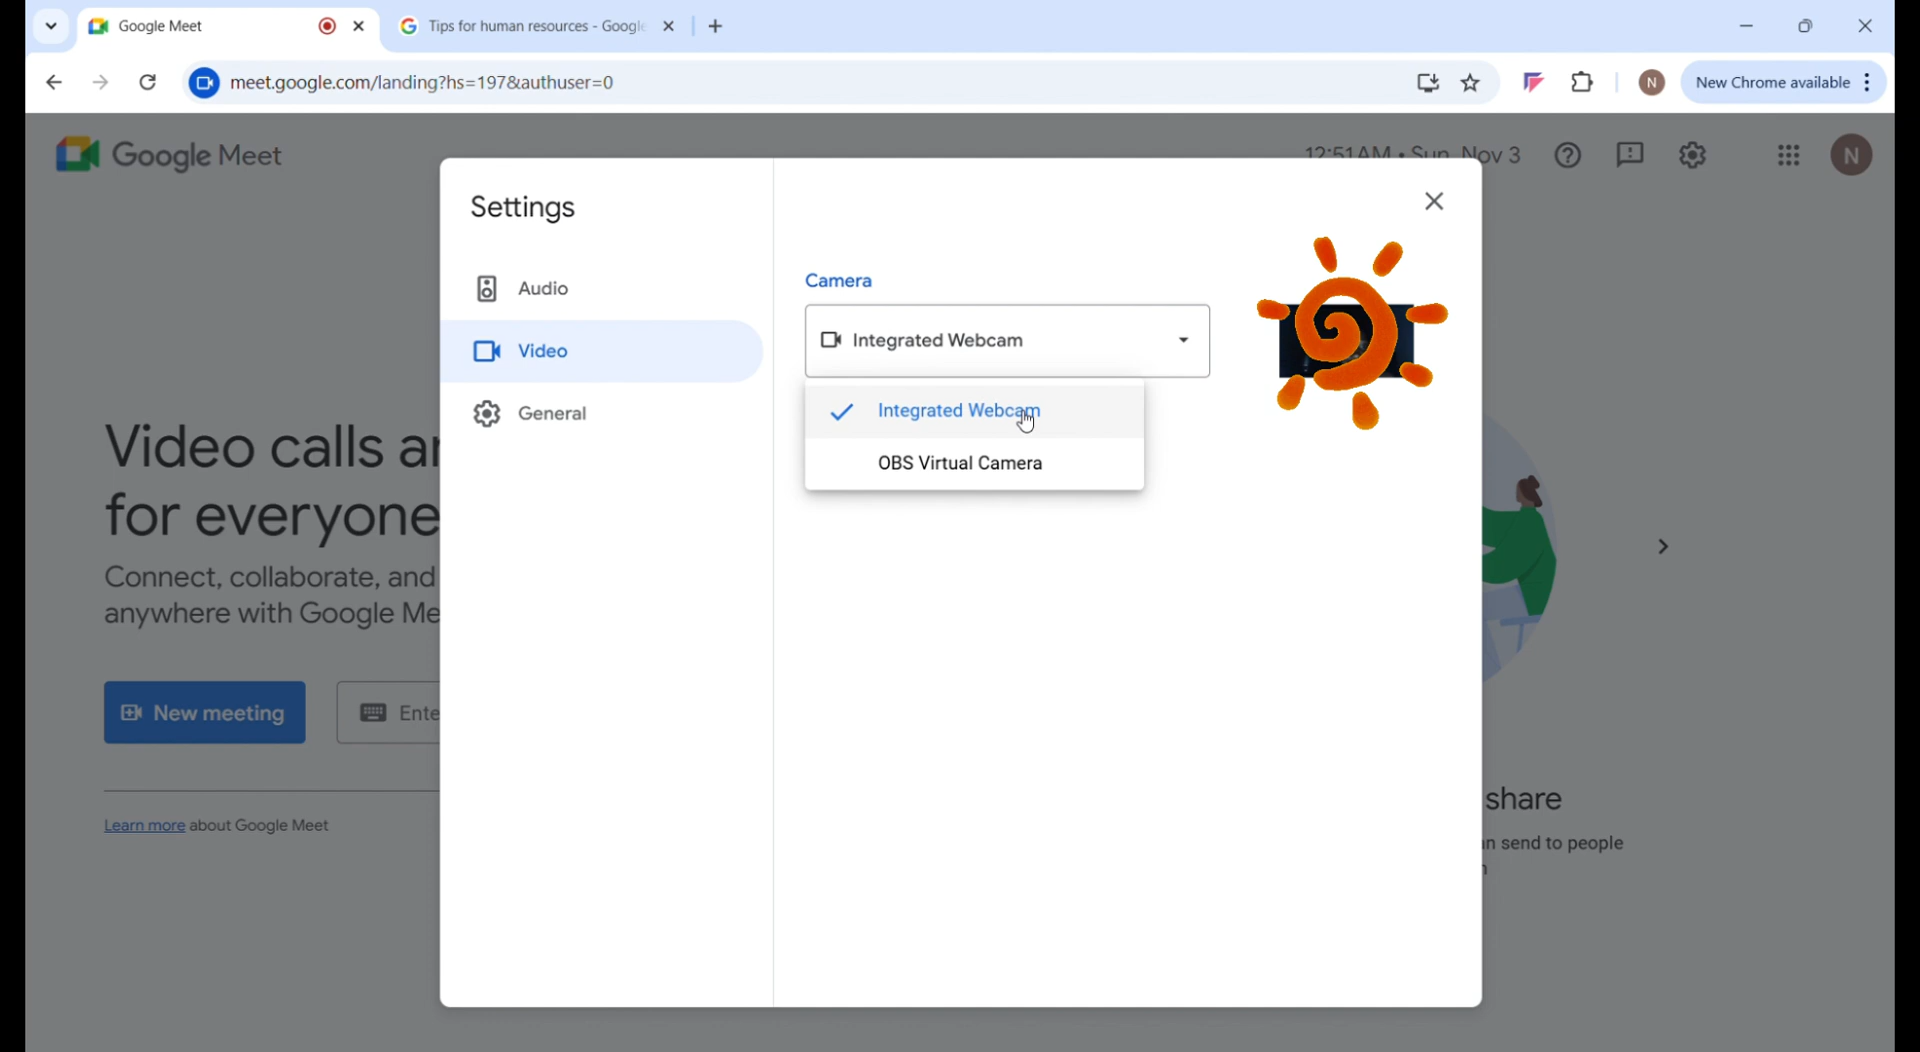 Google Meet
Tips for human resources - Google
meet.google.com/landing?hs=197&authuser=0
N
New Chrome available
Google Meet
12:51 AM • Sun, Nov 3
N
Settings
Audio
Video
General
Camera
Integrated Webcam
Integrated Webcam
OBS Virtual Camera
Video calls a
for everyone
Connect, collaborate, and
anywhere with Google Me
New meeting
Ente
Learn more about Google Meet
share
n send to people